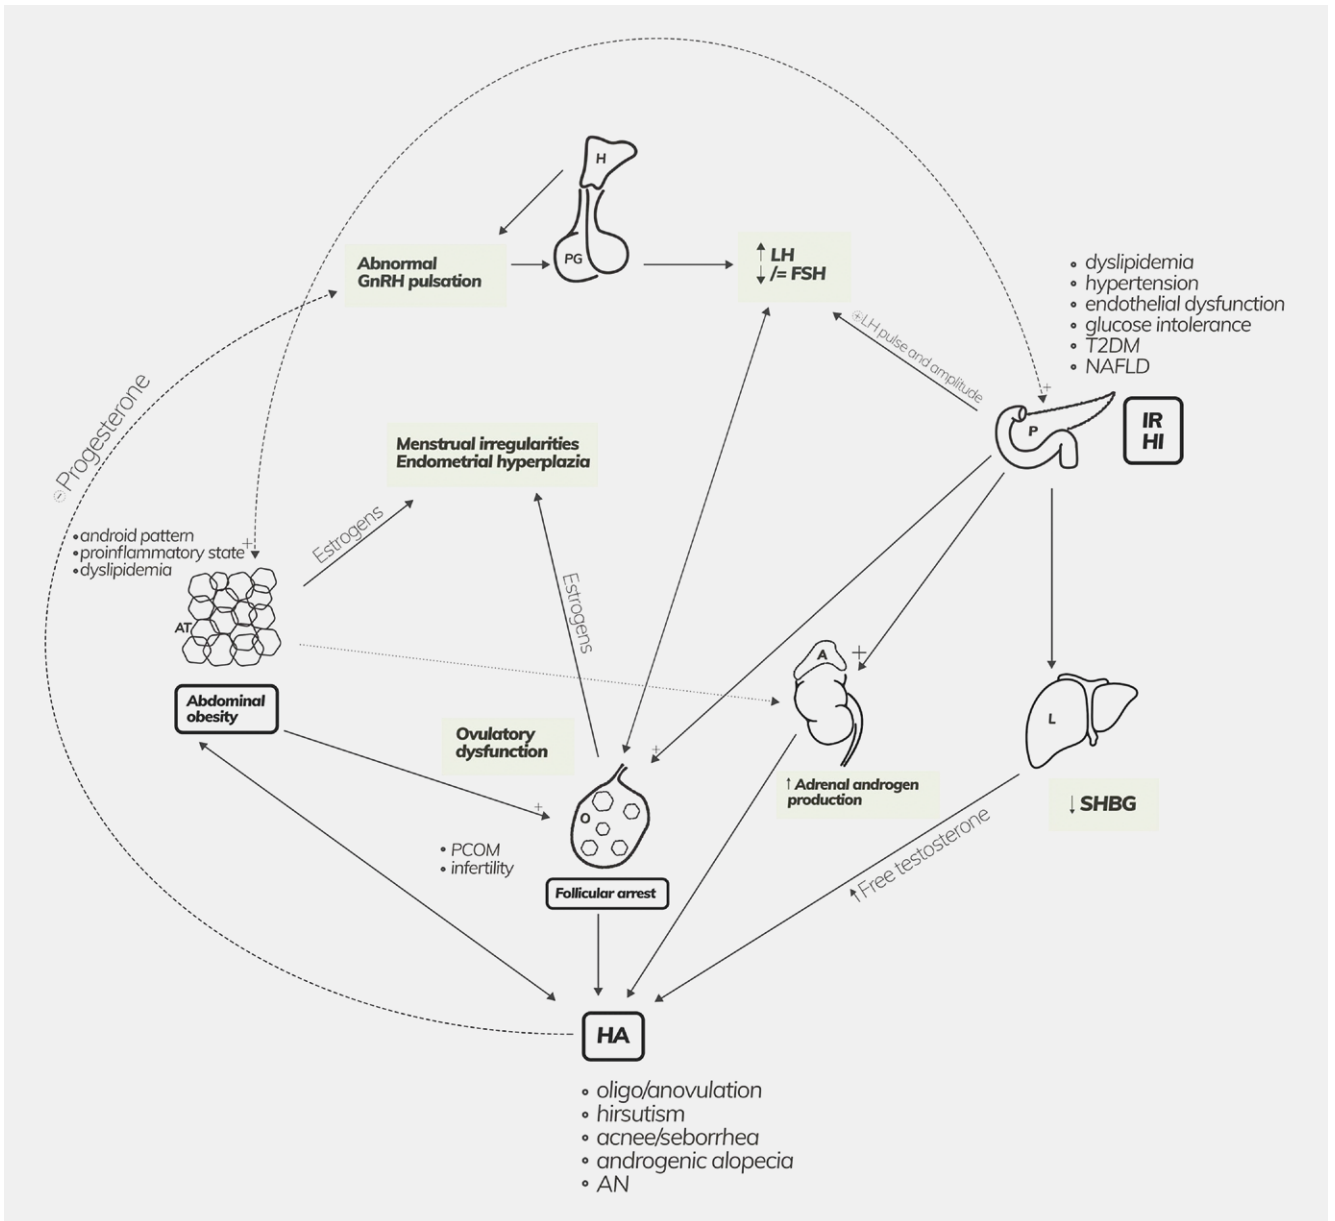 H
Abnormal
GnRH pulsation
PG
↑ LH
↓ /= FSH
• dyslipidemia
• hypertension
• endothelial dysfunction
• glucose intolerance
• T2DM
• NAFLD
⊕LH pulse and amplitude
+
P
IR
HI
⊖Progesterone
Menstrual irregularities
Endometrial hyperplazia
Estrogens
• android pattern
• proinflammatory state
• dyslipidemia
+
AT
Estrogens
Abdominal
obesity
Ovulatory
dysfunction
+
+
O
• PCOM
• infertility
Follicular arrest
A
+
↑ Adrenal androgen
production
L
↓ SHBG
↑Free testosterone
HA
• oligo/anovulation
• hirsutism
• acnee/seborrhea
• androgenic alopecia
• AN